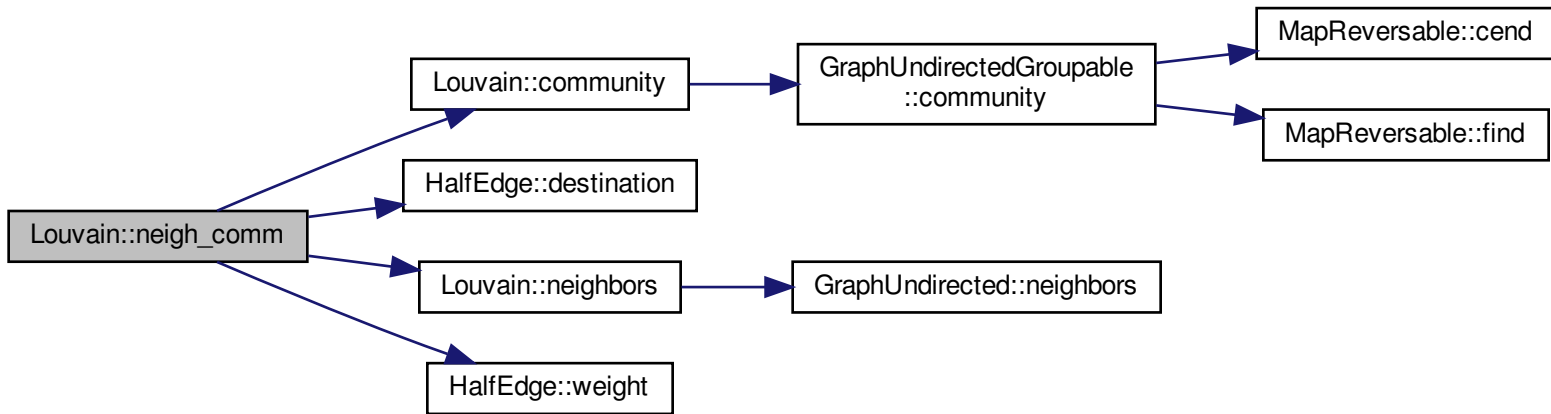 MapReversable::cend
Louvain::community
GraphUndirectedGroupable
::community
MapReversable::find
HalfEdge::destination
Louvain::neigh_comm
Louvain::neighbors
GraphUndirected::neighbors
HalfEdge::weight